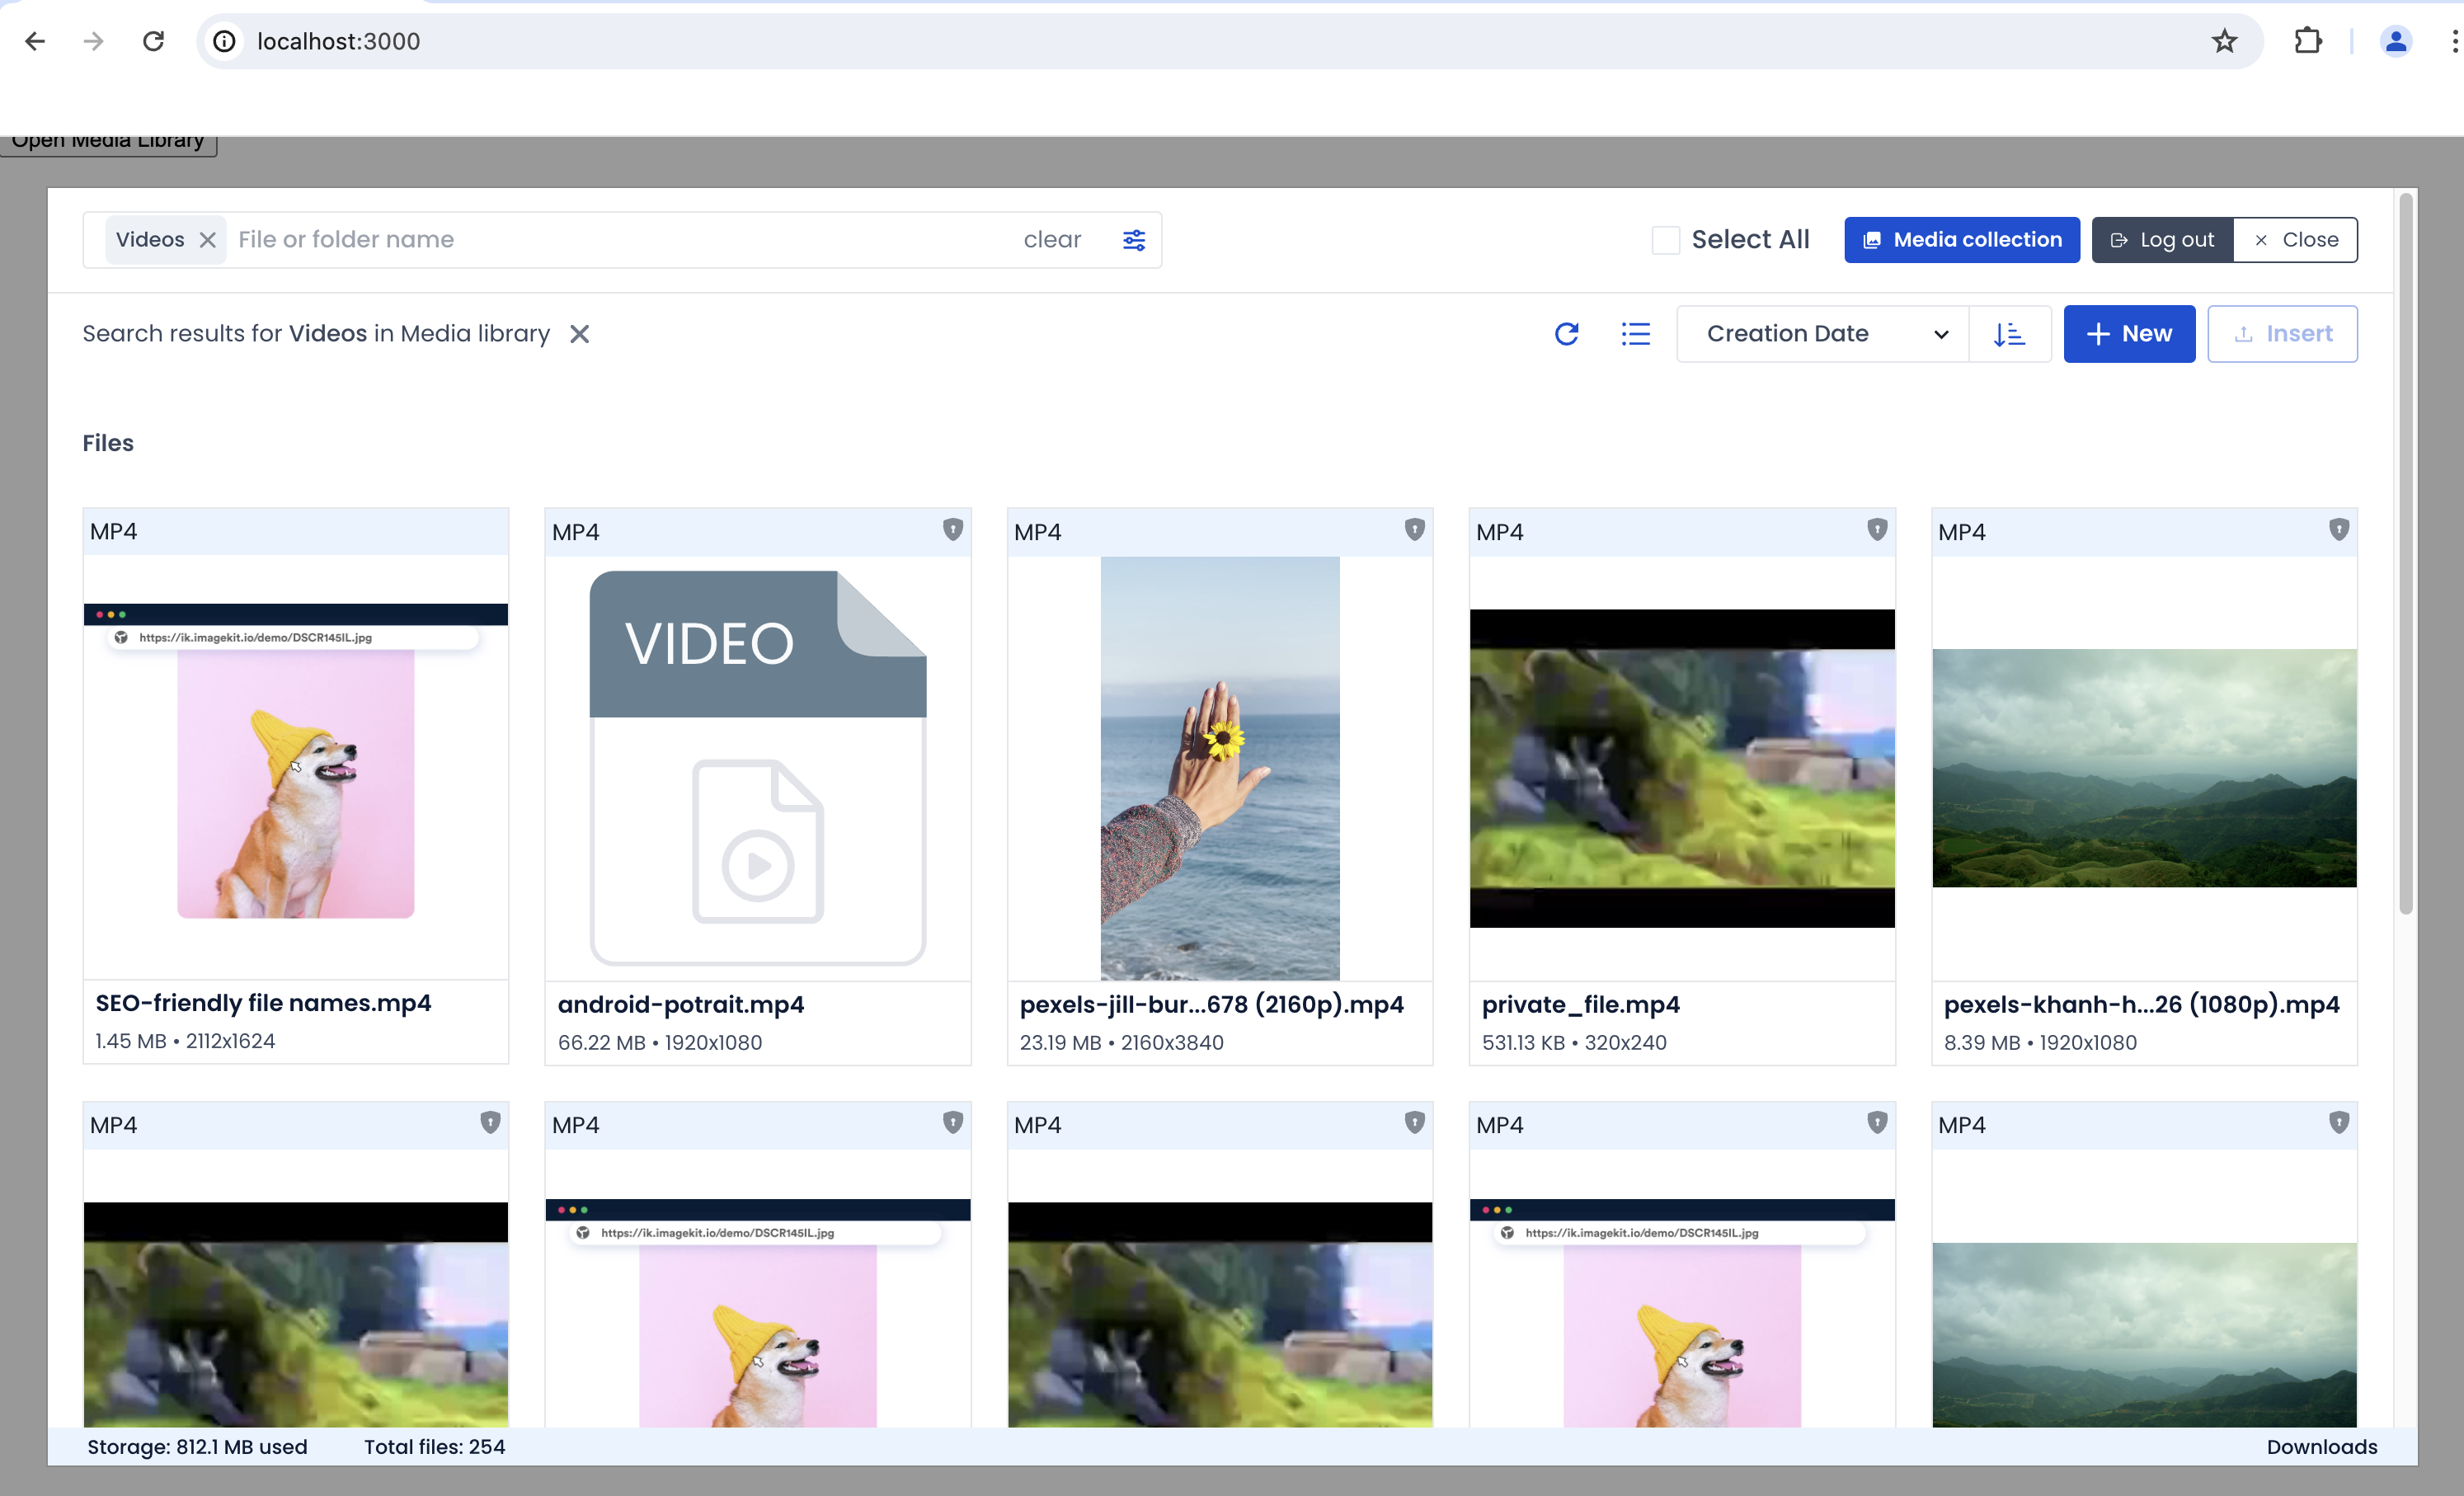 localhost:3000
Open Media Library
Videos File or folder name clear
Select All
Media collection
Log out
Close
Search results for Videos in Media library
Creation Date
New
Insert
Files
MP4
https://ik.imagekit.io/demo/DSCR145IL.jpg
SEO-friendly file names.mp4
1.45 MB • 2112x1624
MP4
VIDEO
android-potrait.mp4
66.22 MB • 1920x1080
MP4
pexels-jill-bur...678 (2160p).mp4
23.19 MB • 2160x3840
MP4
private_file.mp4
531.13 KB • 320x240
MP4
pexels-khanh-h...26 (1080p).mp4
8.39 MB • 1920x1080
MP4
MP4
https://ik.imagekit.io/demo/DSCR145IL.jpg
MP4
MP4
https://ik.imagekit.io/demo/DSCR145IL.jpg
MP4
Storage: 812.1 MB used
Total files: 254
Downloads